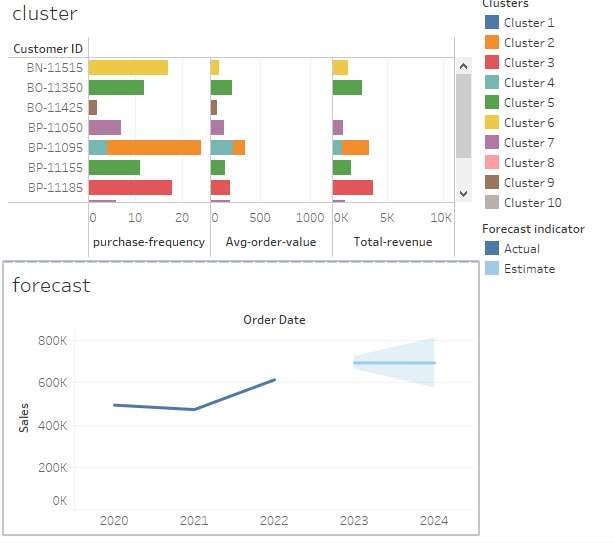 cluster
Customer ID
BN-11515
BO-11350
BO-11425
BP-11050
BP-11095
BP-11155
BP-11185
0 10 20 0 500 1000 0K 5K 10K
purchase-frequency Avg-order-value Total-revenue
Clusters
Cluster 1
Cluster 2
Cluster 3
Cluster 4
Cluster 5
Cluster 6
Cluster 7
Cluster 8
Cluster 9
Cluster 10
Forecast indicator
Actual
Estimate
forecast
Order Date
800K
600K
400K
200K
0K
Sales
2020 2021 2022 2023 2024